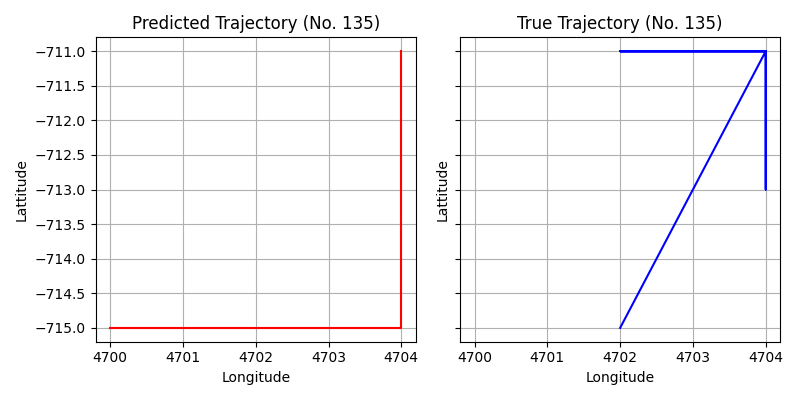 Predicted Trajectory (No. 135)
True Trajectory (No. 135)
−711.0
−711.5
−712.0
−712.5
−713.0
−713.5
−714.0
−714.5
−715.0
Lattitude
Lattitude
4700 4701 4702 4703 4704
4700 4701 4702 4703 4704
Longitude
Longitude